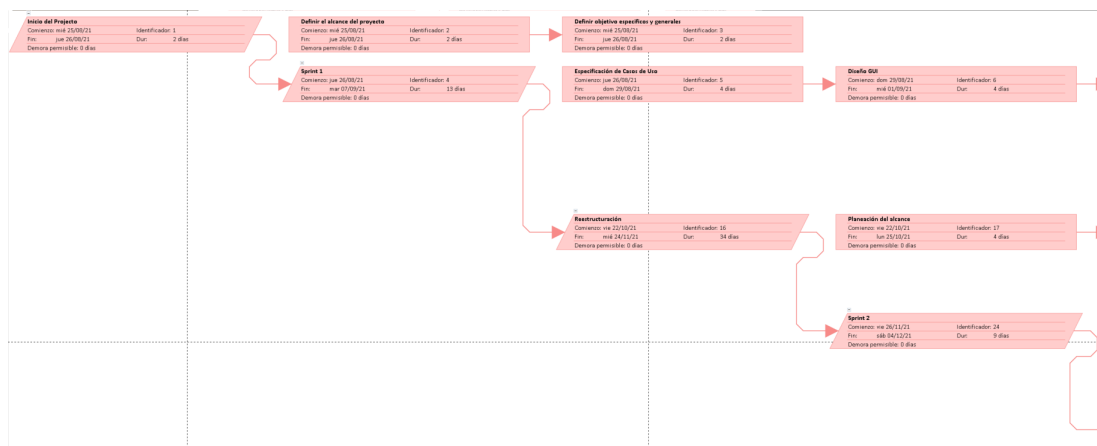 Inicio del Projesto
Comienzo: mié 25/08/21 Identificador: 1
Fin: jue 26/08/21 Dur: 2 días
Demora permisible: 0 días
Definir el alcance del proyecto
Comienzo: mié 25/08/21 Identificador: 2
Fin: jue 26/08/21 Dur: 2 días
Demora permisible: 0 días
Definir objetivo especificos y generales
Comienzo: mié 25/08/21 Identificador: 3
Fin: jue 26/08/21 Dur: 2 días
Demora permisible: 0 días
Sprint 1
Comienzo: jue 26/08/21 Identificador: 4
Fin: mar 07/09/21 Dur: 13 días
Demora permisible: 0 días
Especificación de Casos de Uso
Comienzo: jue 26/08/21 Identificador: 5
Fin: dom 29/08/21 Dur: 4 días
Demora permisible: 0 días
Diseño GUI
Comienzo: dom 29/08/21 Identificador: 6
Fin: mié 01/09/21 Dur: 4 días
Demora permisible: 0 días
Reestructuración
Comienzo: vie 22/10/21 Identificador: 16
Fin: mié 24/11/21 Dur: 34 días
Demora permisible: 0 días
Planeación del alcance
Comienzo: vie 22/10/21 Identificador: 17
Fin: lun 25/10/21 Dur: 4 días
Demora permisible: 0 días
Sprint 2
Comienzo: vie 26/11/21 Identificador: 24
Fin: sáb 04/12/21 Dur: 9 días
Demora permisible: 0 días